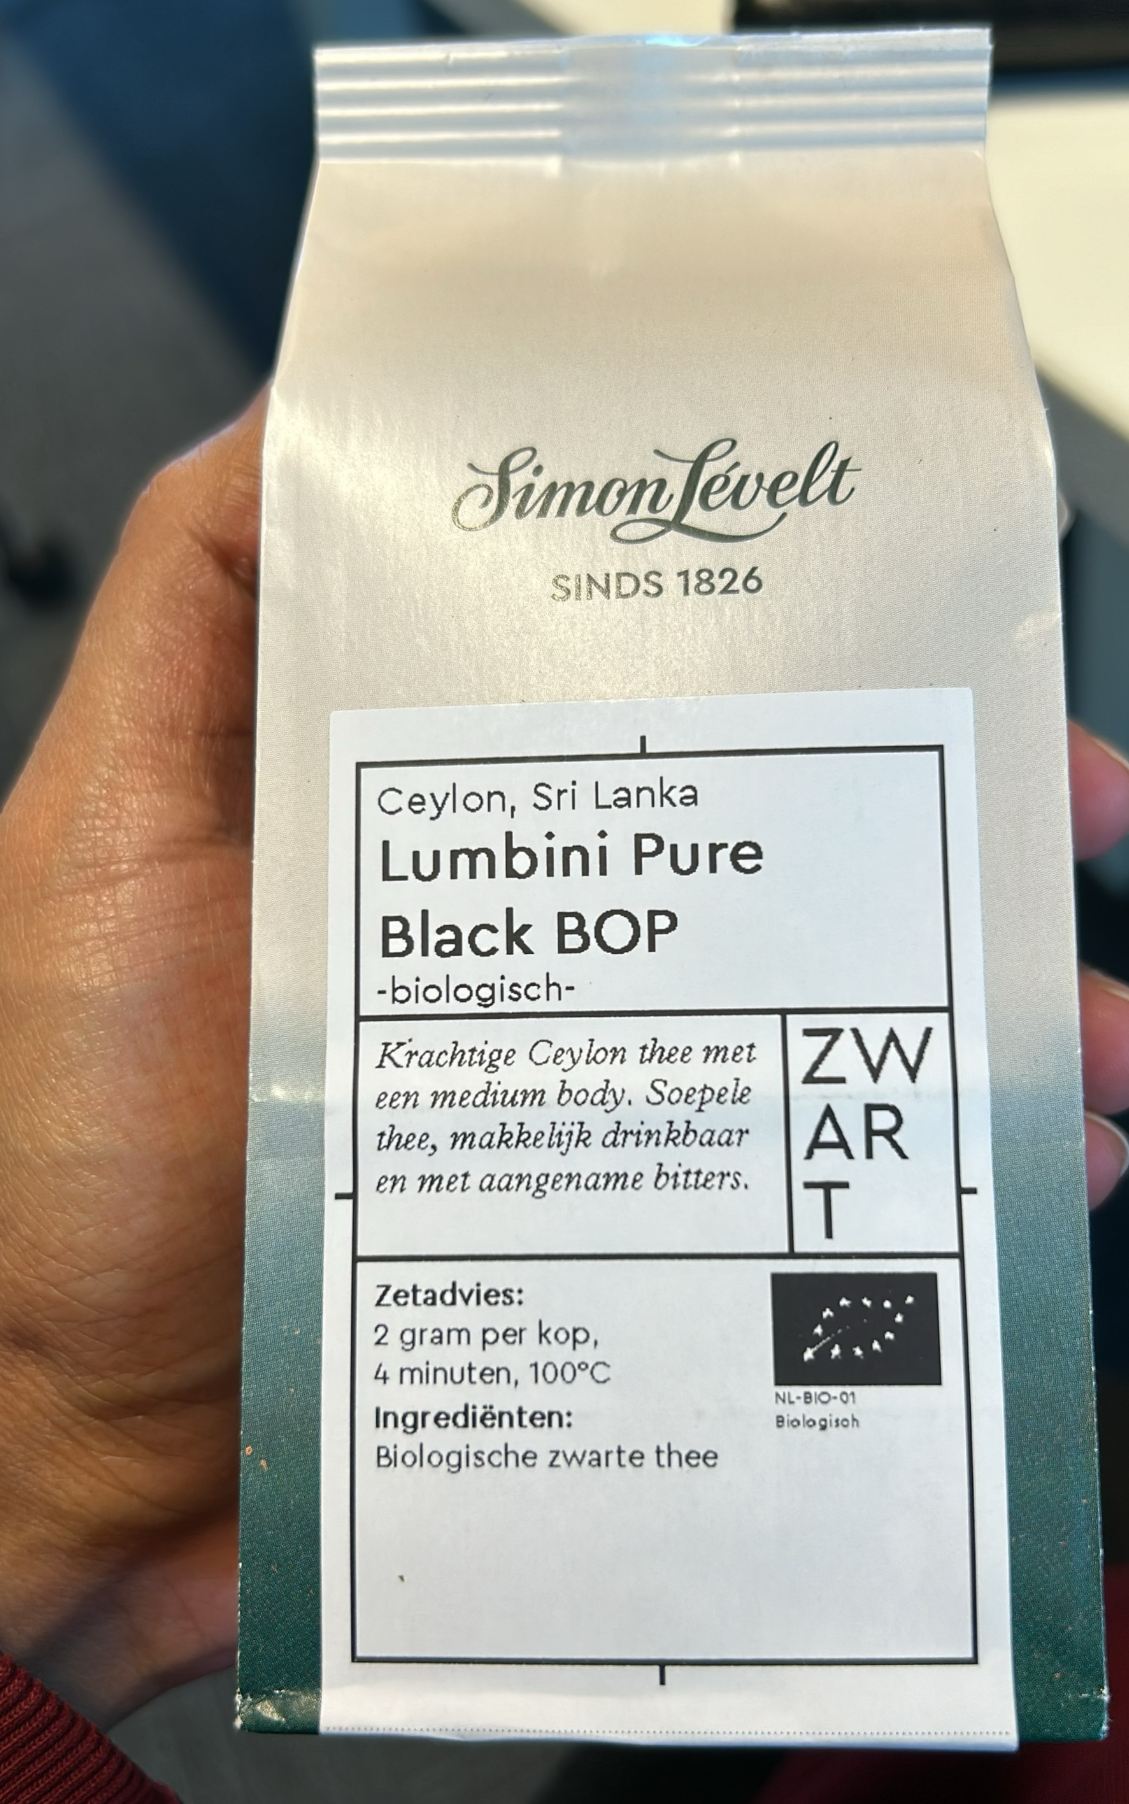 Simon Lévelt
SINDS 1826
Ceylon, Sri Lanka
Lumbini Pure
Black BOP
-biologisch-
Krachtige Ceylon thee met
een medium body. Soepele
thee, makkelijk drinkbaar
en met aangename bitters.
ZW
AR
T
Zetadvies:
2 gram per kop,
4 minuten, 100°C
Ingrediënten:
Biologische zwarte thee
NL-BIO-01
Biologisch